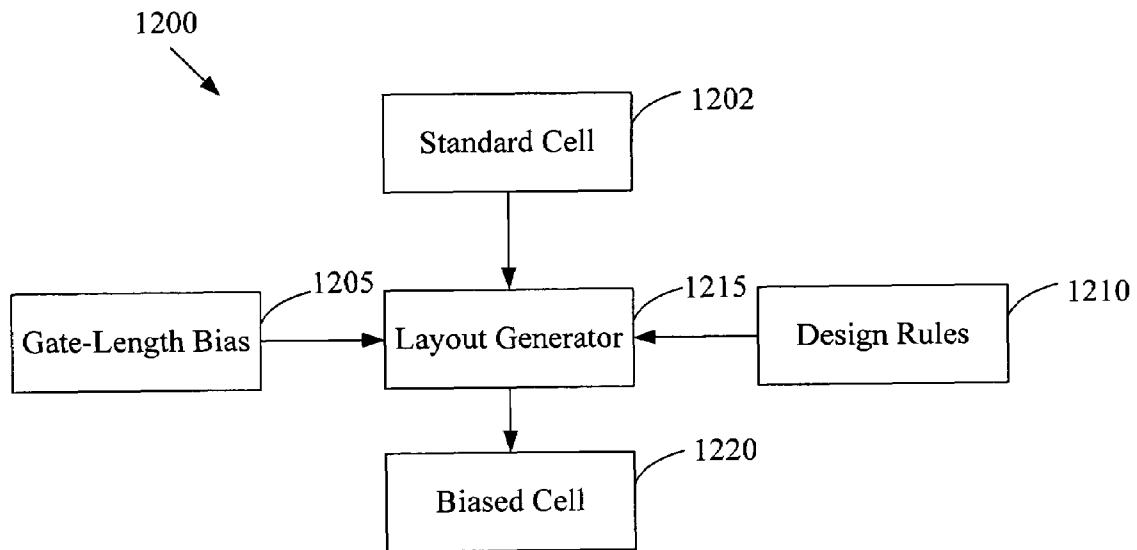 1200
1202
Standard Cell
1205
1215
1210
Gate-Length Bias
Layout Generator
Design Rules
1220
Biased Cell